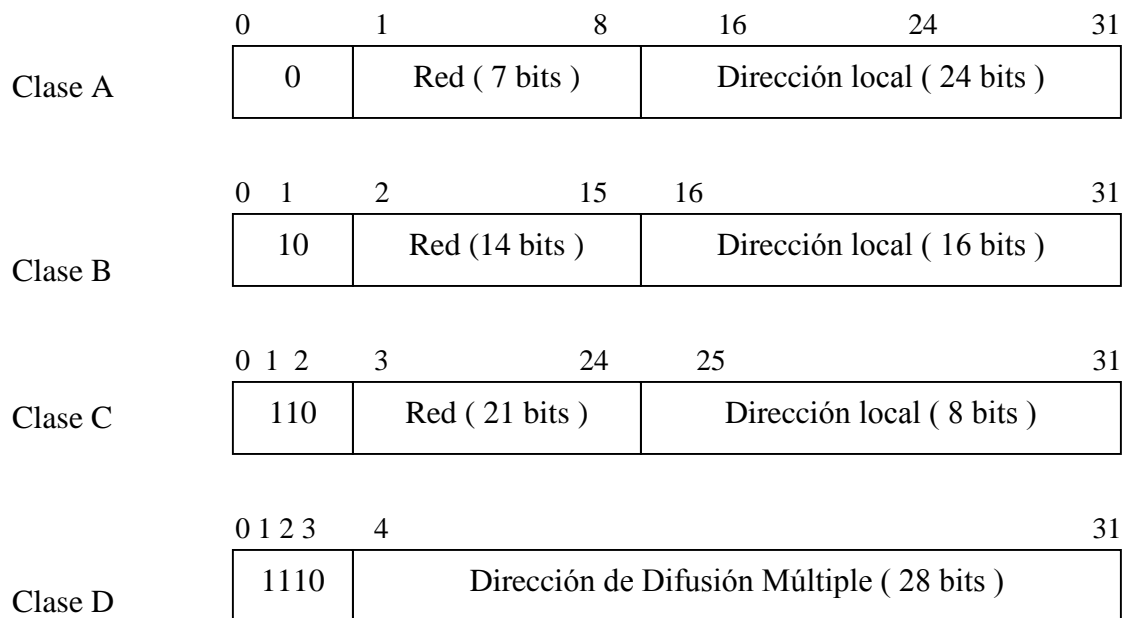 0 1 8 16 24 31
Clase A
0 Red ( 7 bits ) Dirección local ( 24 bits )
0 1 2 15 16 31
10 Red (14 bits ) Dirección local ( 16 bits )
Clase B
0 1 2 3 24 25 31
Clase C
110 Red ( 21 bits ) Dirección local ( 8 bits )
0 1 2 3 4 31
1110 Dirección de Difusión Múltiple ( 28 bits )
Clase D